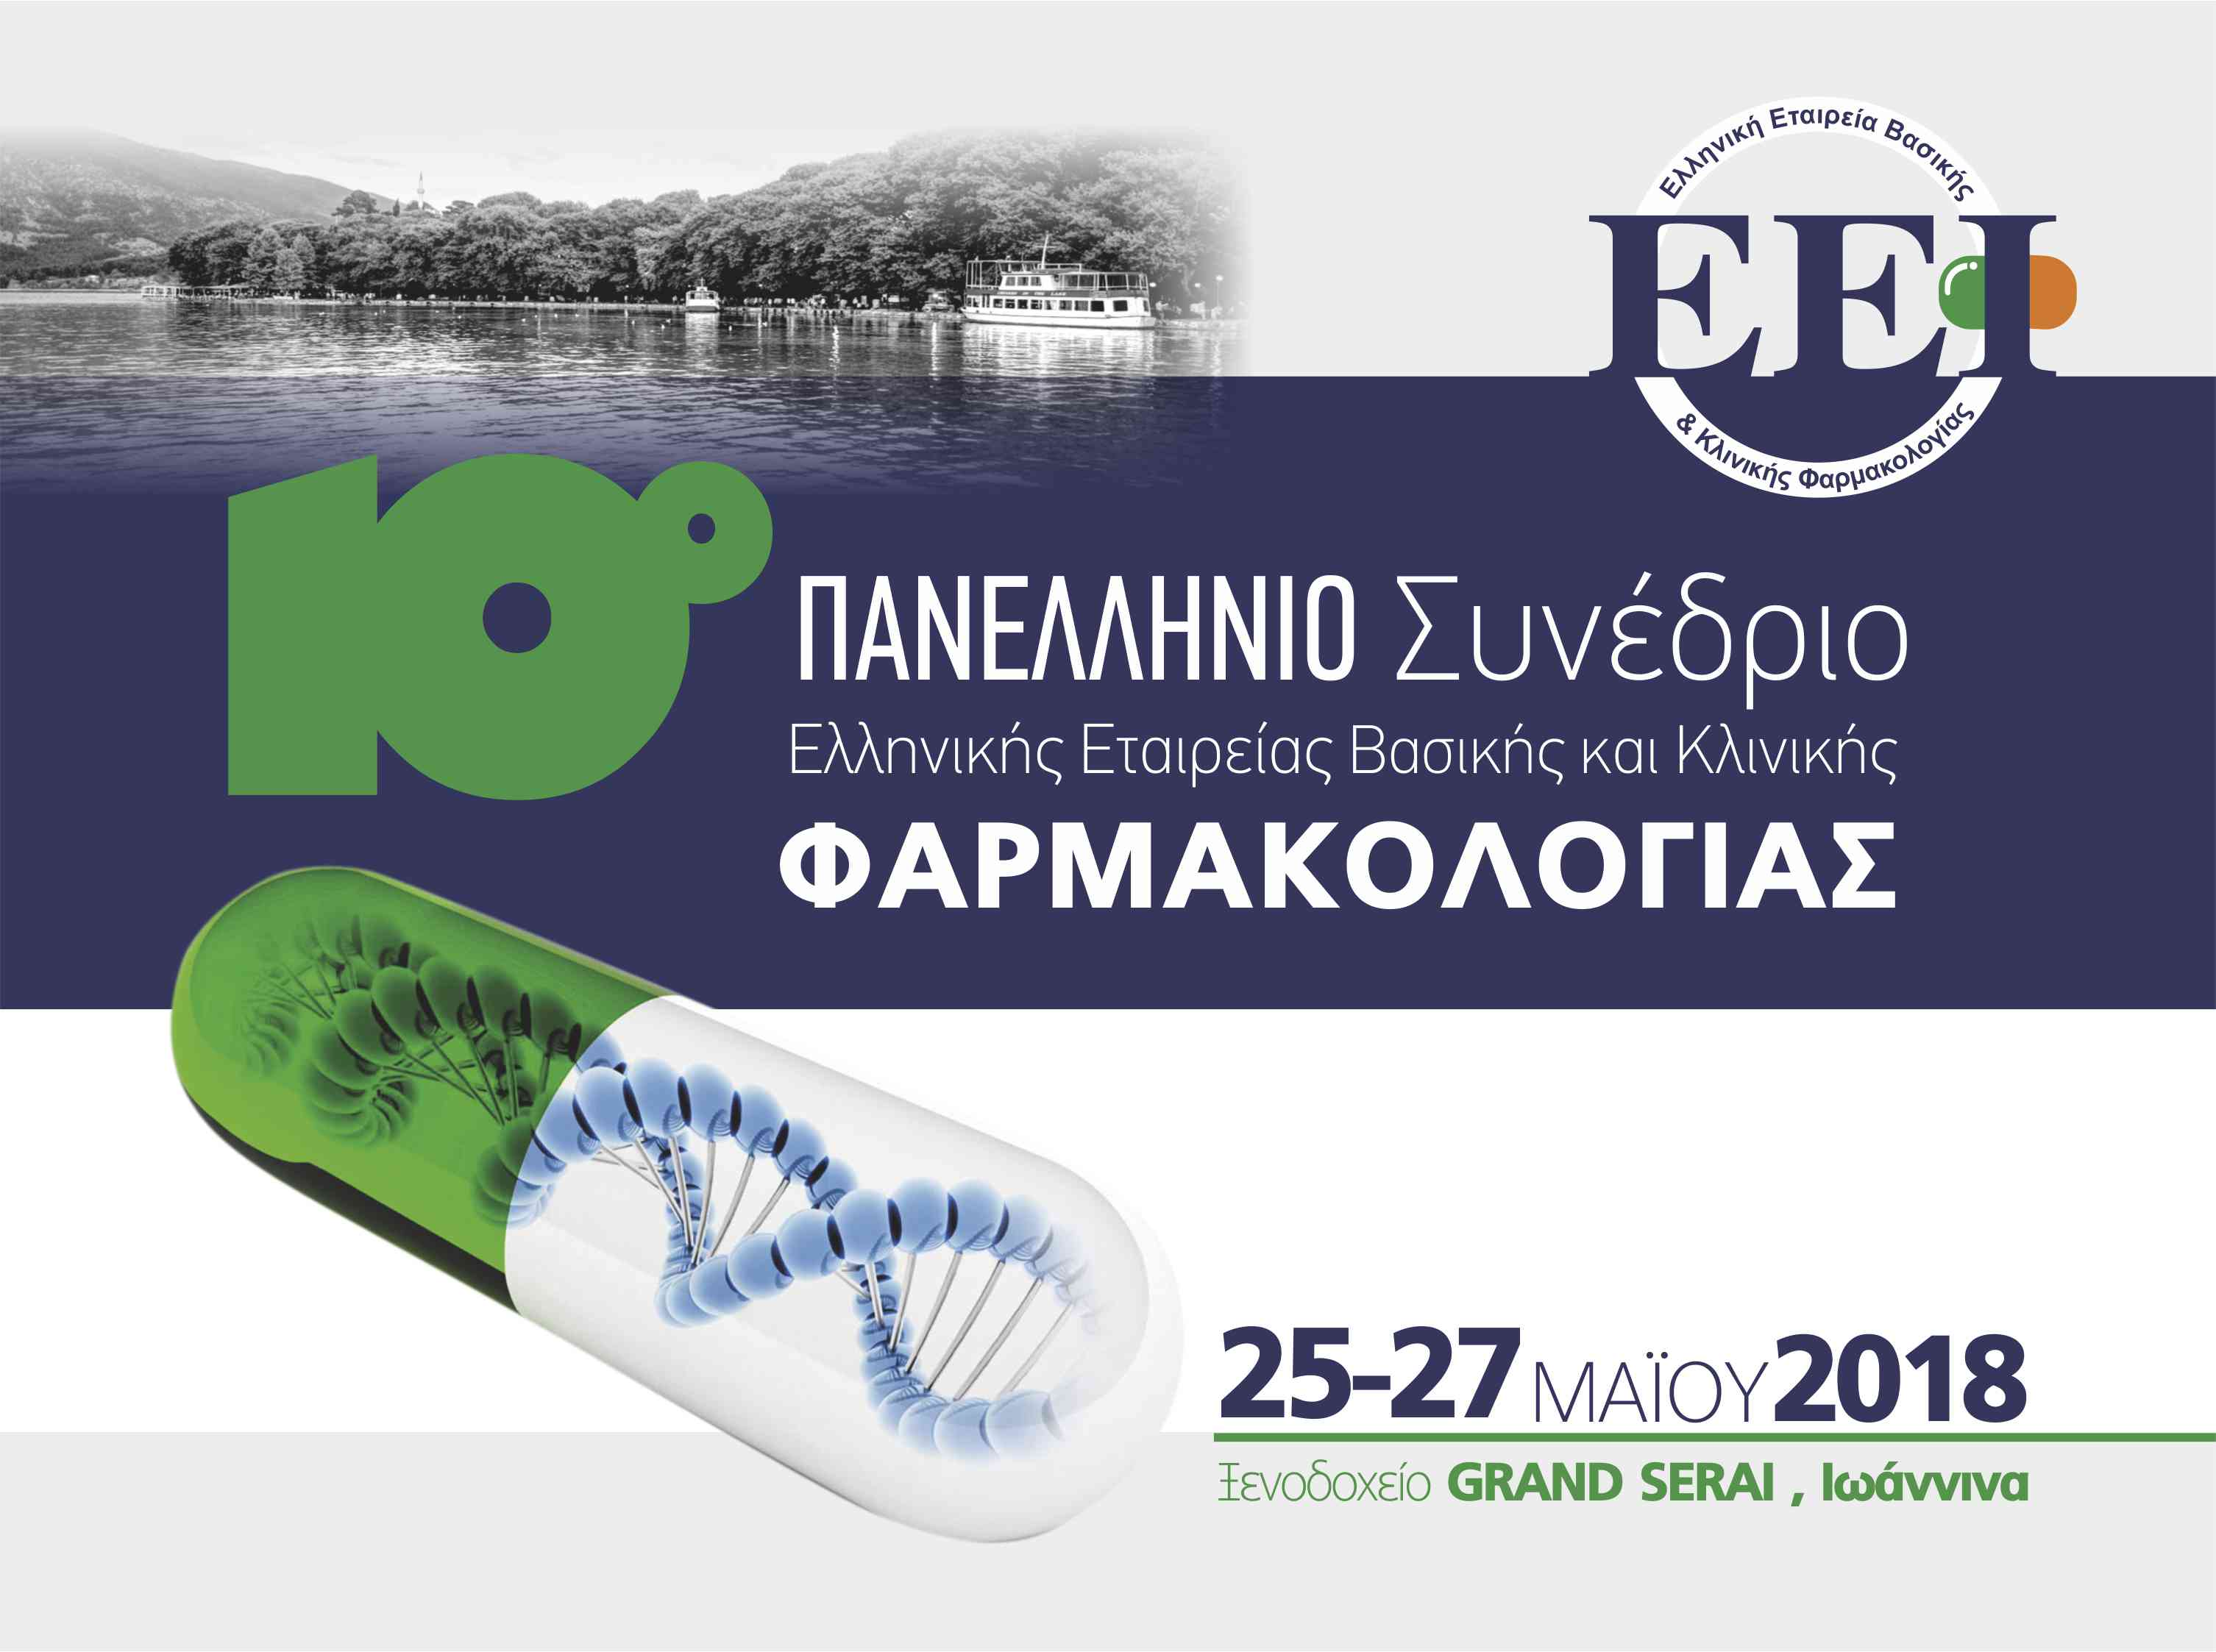 Ελληνική Εταιρεία Βασικής
ΕΕΙ
& Κλινικής Φαρμακολογίας
10ο ΠΑΝΕΛΛΗΝΙΟ Συνέδριο
Ελληνικής Εταιρείας Βασικής και Κλινικής
ΦΑΡΜΑΚΟΛΟΓΙΑΣ
25-27 ΜΑΪΟΥ 2018
Ξενοδοχείο GRAND SERAI , Ιωάννινα